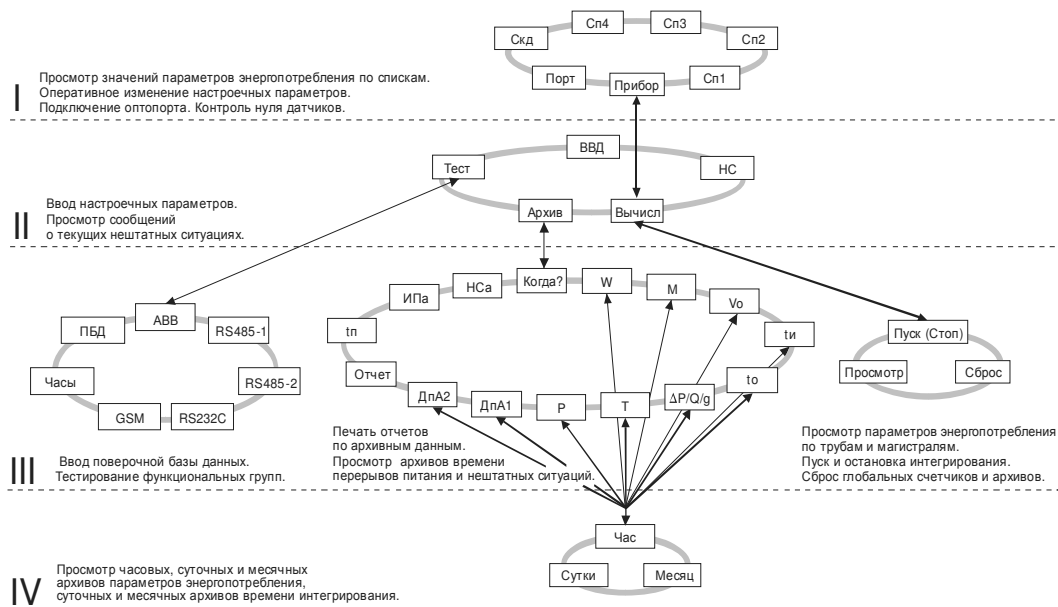 Сп4
Сп3
Скд
Сп2
Порт
Прибор
Сп1
I
Просмотр значений параметров энергопотребления по спискам.
Оперативное изменение настроечных параметров.
Подключение оптопорта. Контроль нуля датчиков.
ВВД
Тест
НС
Архив
Вычисл
II
Ввод настроечных параметров.
Просмотр сообщений
о текущих нештатных ситуациях.
Когда?
W
M
НСа
ИПа
Vо
tп
tи
Отчет
tо
ДпА2
ДпА1
P
T
ΔP/Q/g
АВВ
ПБД
RS485-1
Часы
RS485-2
GSM
RS232C
Пуск (Стоп)
Просмотр
Сброс
III
Ввод поверочной базы данных.
Тестирование функциональных групп.
Печать отчетов
по архивным данным.
Просмотр архивов времени
перерывов питания и нештатных ситуаций.
Просмотр параметров энергопотребления
по трубам и магистралям.
Пуск и остановка интегрирования.
Сброс глобальных счетчиков и архивов.
Час
Сутки
Месяц
IV
Просмотр часовых, суточных и месячных
архивов параметров энергопотребления,
суточных и месячных архивов времени интегрирования.